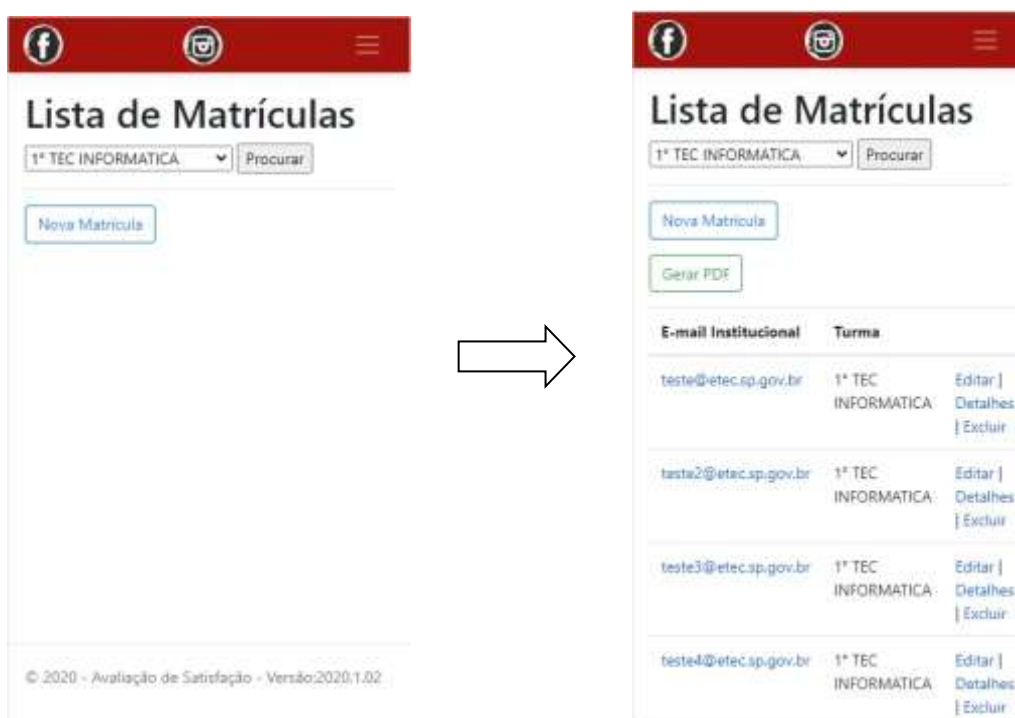 Lista de Matrículas
1° TEC INFORMATICA Procurar
Nova Matricula
© 2020 - Avaliação de Satisfação - Versão:2020.1.02
Lista de Matrículas
1° TEC INFORMATICA Procurar
Nova Matricula
Gerar PDF
E-mail Institucional Turma
teste@etec.sp.gov.br 1° TEC Editar |
INFORMATICA Detalhes
| Excluir
teste2@etec.sp.gov.br 1° TEC Editar |
INFORMATICA Detalhes
| Excluir
teste3@etec.sp.gov.br 1° TEC Editar |
INFORMATICA Detalhes
| Excluir
teste4@etec.sp.gov.br 1° TEC Editar |
INFORMATICA Detalhes
| Excluir